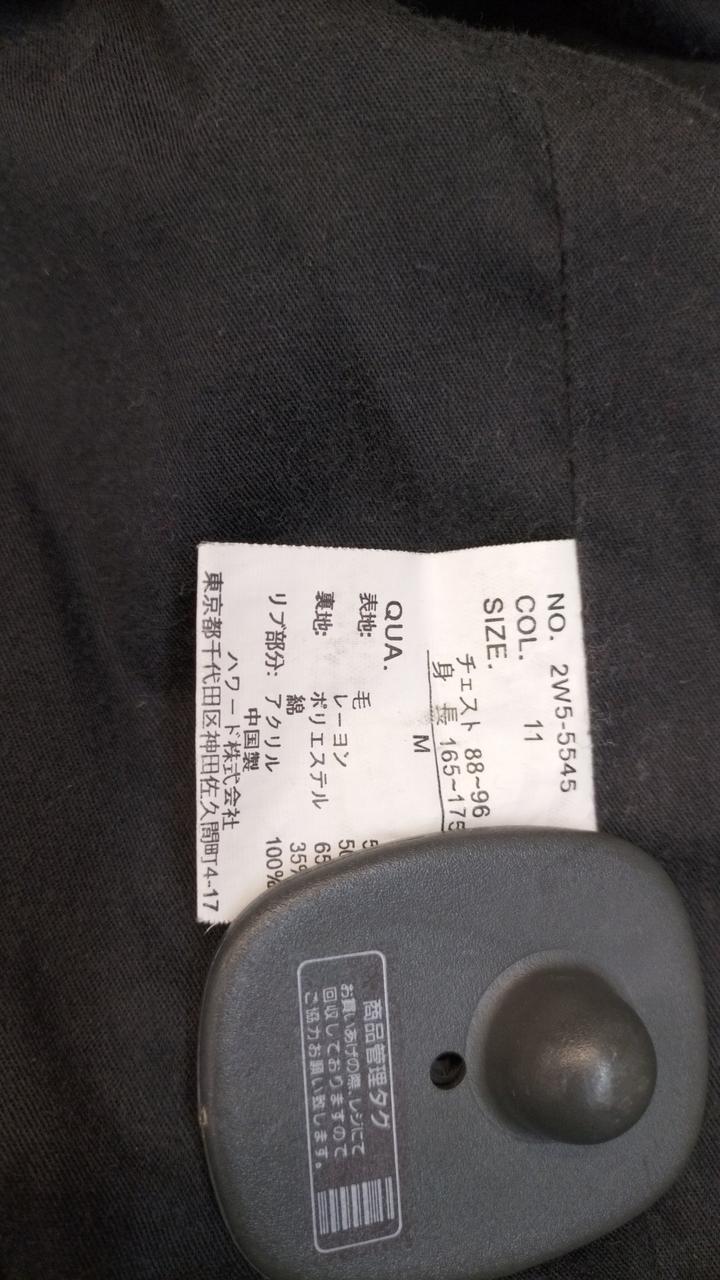 NO. 2W5-5545
COL. 11
SIZE.
チェスト 88~96
身 長 165~175
M
QUA.
表地: 毛
レーヨン 50
裏地: ポリエステル 65
綿 35%
リブ部分: アクリル 100%
中国製
ハワード株式会社
東京都千代田区神田佐久間町4-17
商品管理タグ
お買いあげの際、レジにて
回収しておりますので
ご協力お願い致します。